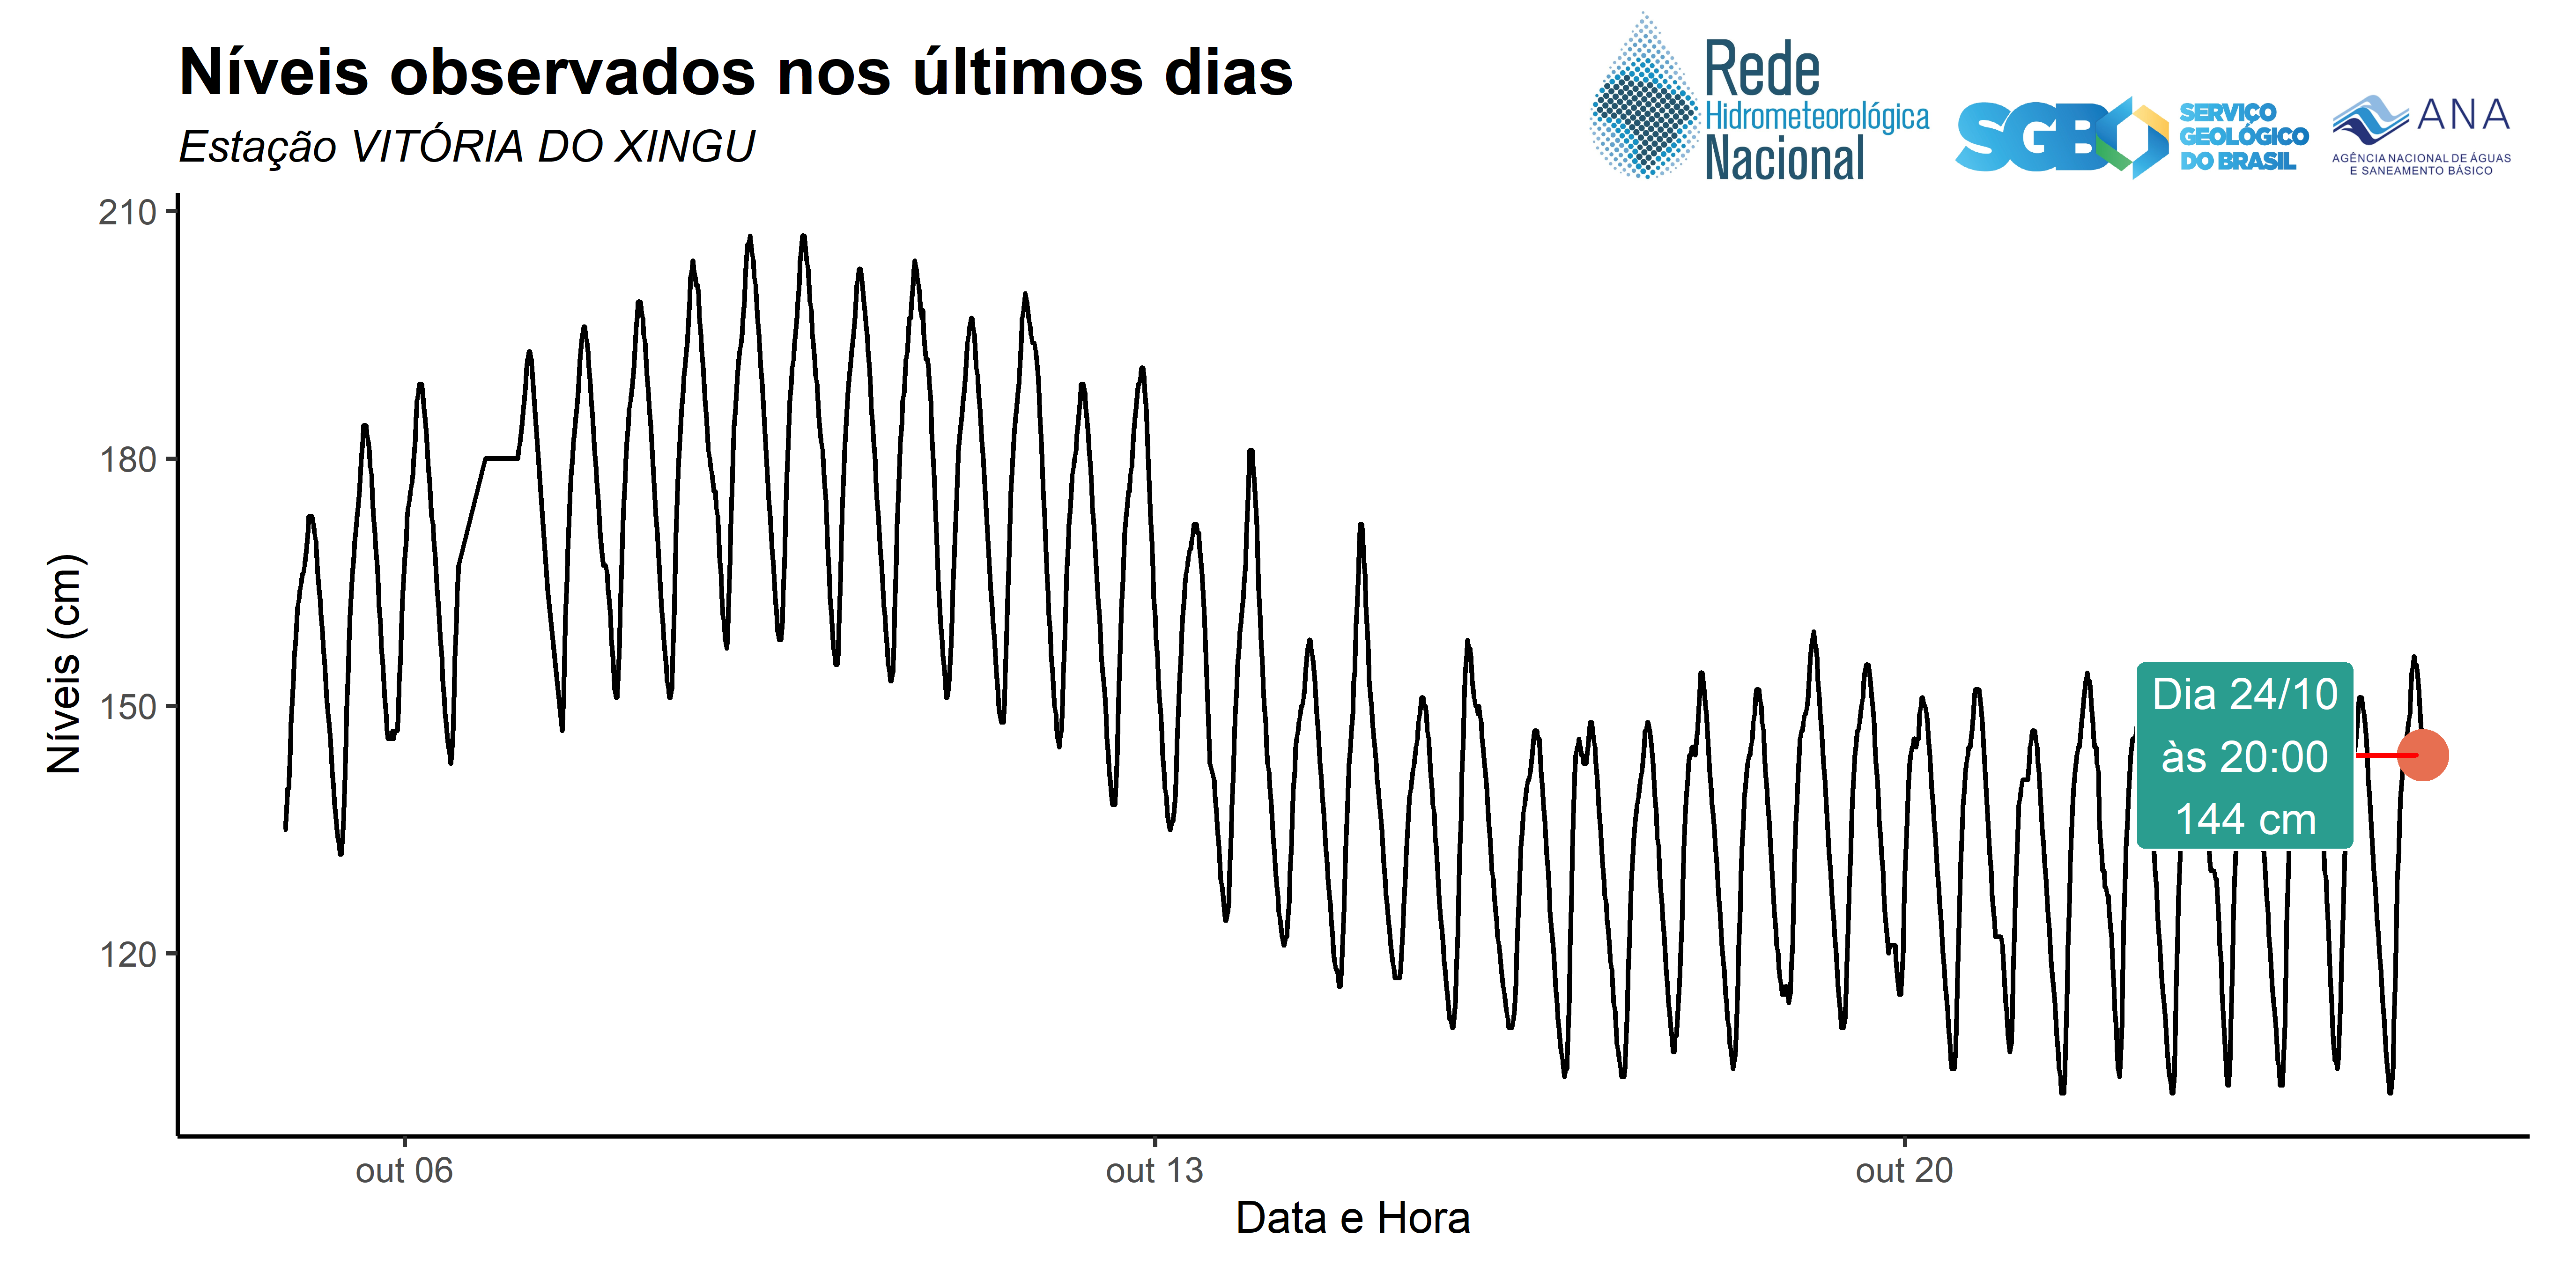 Níveis observados nos últimos dias
Estação VITÓRIA DO XINGU
Rede
Hidrometeorológica
Nacional
SGB
SERVIÇO
GEOLÓGICO
DO BRASIL
ANA
AGÊNCIA NACIONAL DE ÁGUAS
E SANEAMENTO BÁSICO
Níveis (cm)
210
180
150
120
Dia 24/10
às 20:00
144 cm
out 06
out 13
out 20
Data e Hora